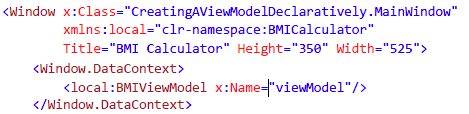 <Window x:Class="CreatingAViewModelDeclaratively.MainWindow"
xmlns:local="clr-namespace:BMICalculator"
Title="BMI Calculator" Height="350" Width="525">
<Window.DataContext>
<local:BMIViewModel x:Name="viewModel"/>
</Window.DataContext>